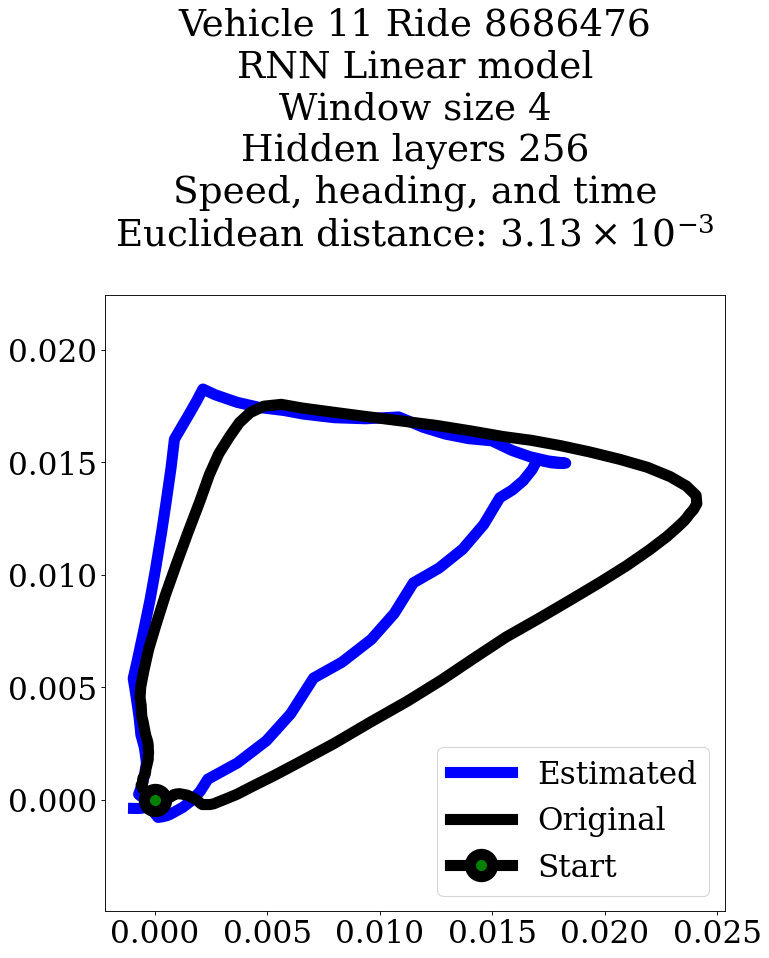 Vehicle 11 Ride 8686476
RNN Linear model
Window size 4
Hidden layers 256
Speed, heading, and time
Euclidean distance: 3.13 × 10⁻³
0.020
0.015
0.010
0.005
0.000
Estimated
Original
Start
0.000 0.005 0.010 0.015 0.020 0.025